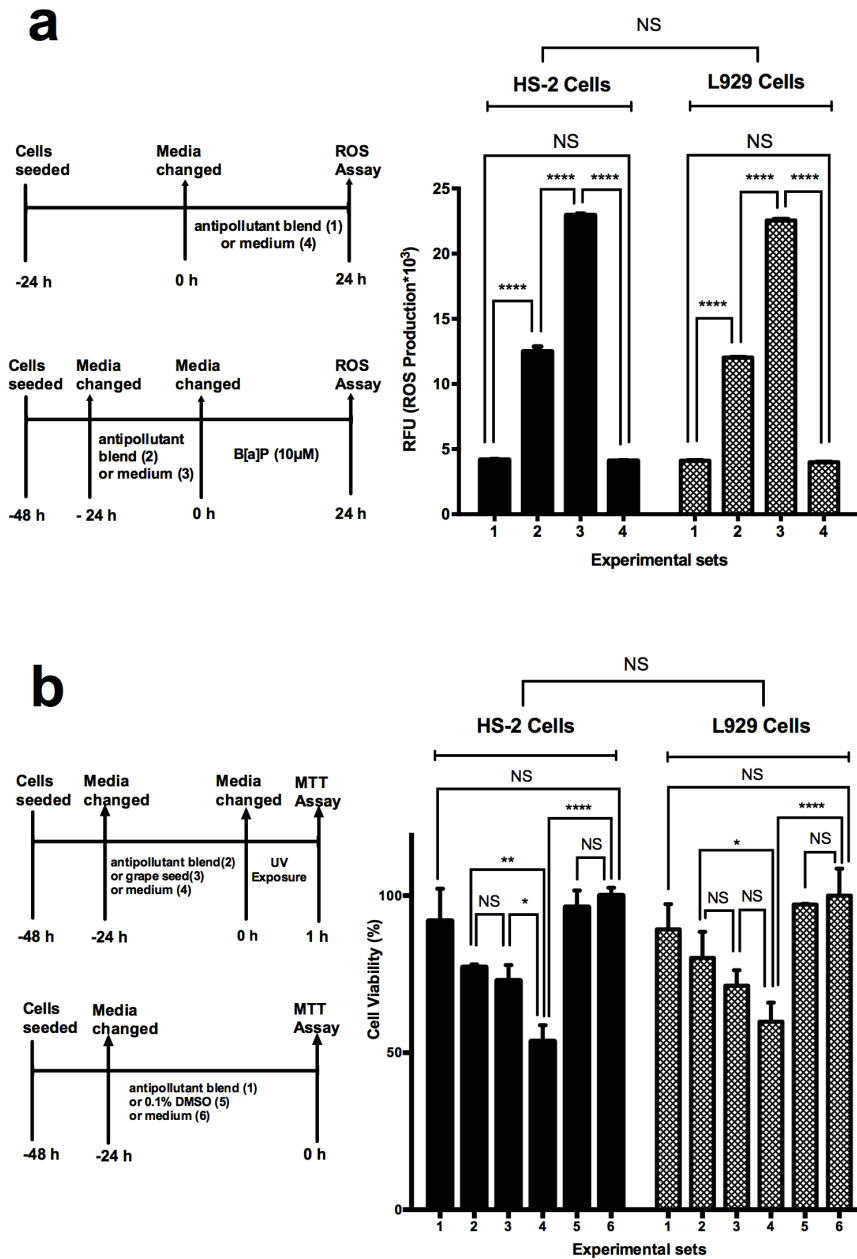 a
NS
HS-2 Cells
L929 Cells
NS
NS
**** **** **** ****
**** ****
Cells seeded
Media changed
ROS Assay
antipollutant blend (1)
or medium (4)
-24 h
0 h
24 h
Cells seeded
Media changed
Media changed
ROS Assay
antipollutant
blend (2)
or medium (3)
B[a]P (10µM)
-48 h
- 24 h
0 h
24 h
RFU (ROS Production*10³)
25
20
15
10
5
0
1 2 3 4 1 2 3 4
Experimental sets
b
NS
HS-2 Cells
L929 Cells
NS
NS
**** ****
NS NS
** *
NS * NS NS
Cells seeded
Media changed
Media changed
MTT Assay
antipollutant blend(2)
or grape seed(3)
or medium (4)
UV
Exposure
-48 h
-24 h
0 h
1 h
Cells seeded
Media changed
MTT Assay
antipollutant blend (1)
or 0.1% DMSO (5)
or medium (6)
-48 h
-24 h
0 h
Cell Viability (%)
100
50
0
1 2 3 4 5 6 1 2 3 4 5 6
Experimental sets